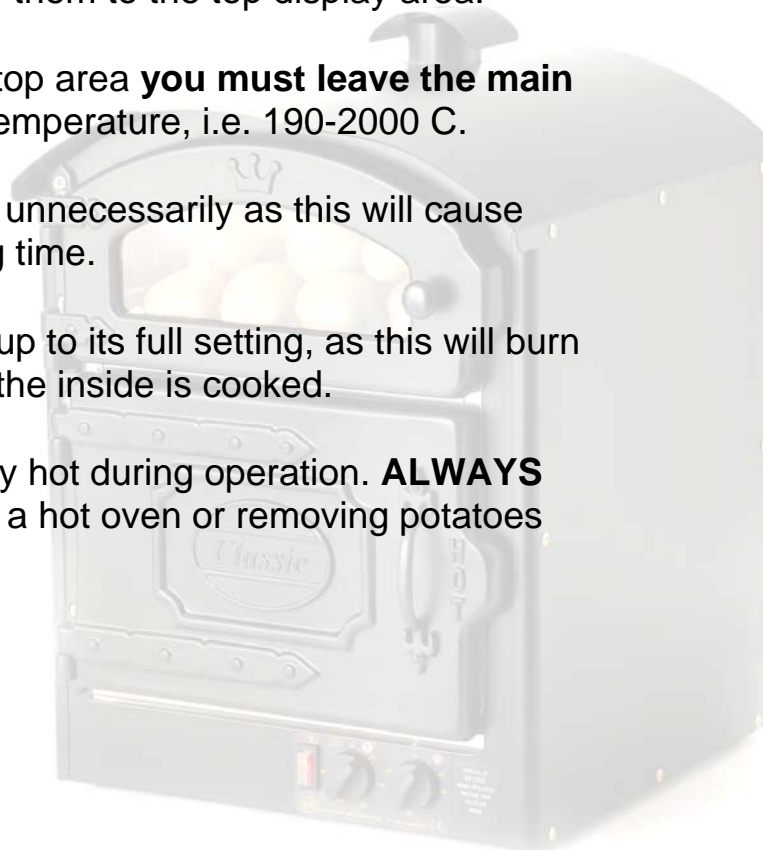 them to the top display area.
top area you must leave the main
temperature, i.e. 190-2000 C.
unnecessarily as this will cause
time.
up to its full setting, as this will burn
the inside is cooked.
hot during operation. ALWAYS
a hot oven or removing potatoes
Classic
HOT